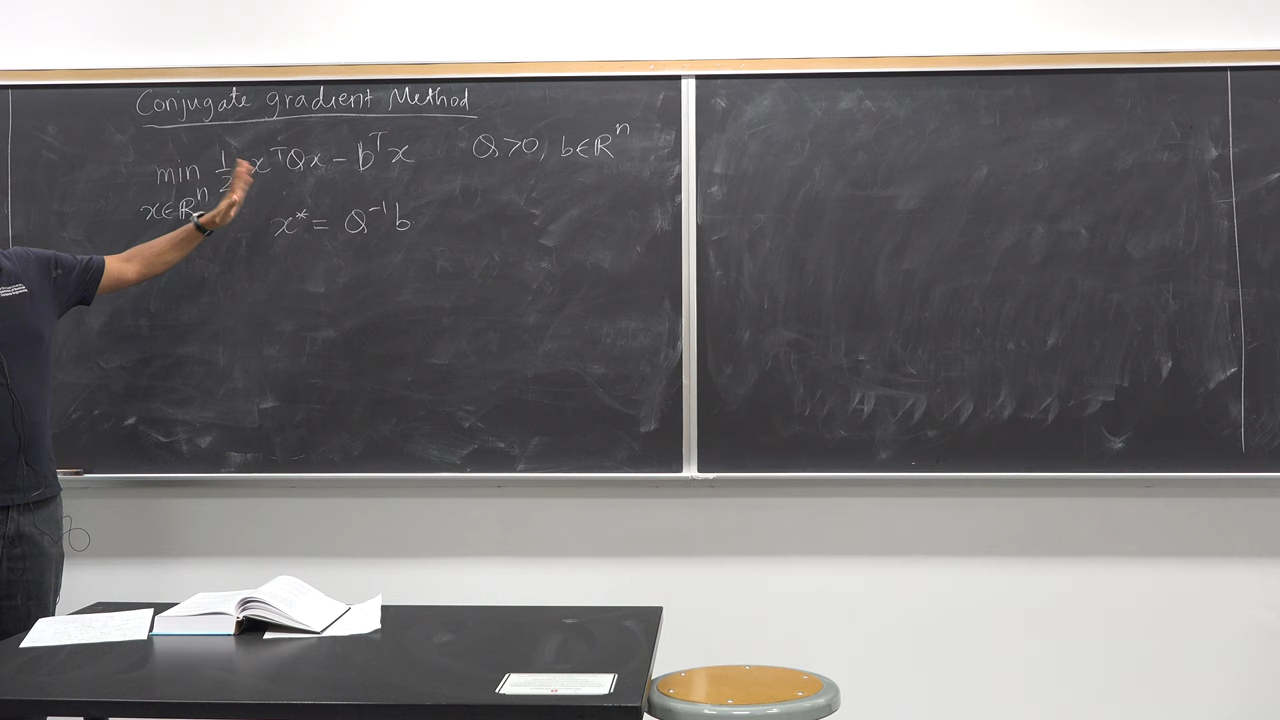 Conjugate gradient Method
min 1/2 x^T Q x - b^T x    Q > 0, b ∈ R^n
x ∈ R^n
x* = Q^-1 b